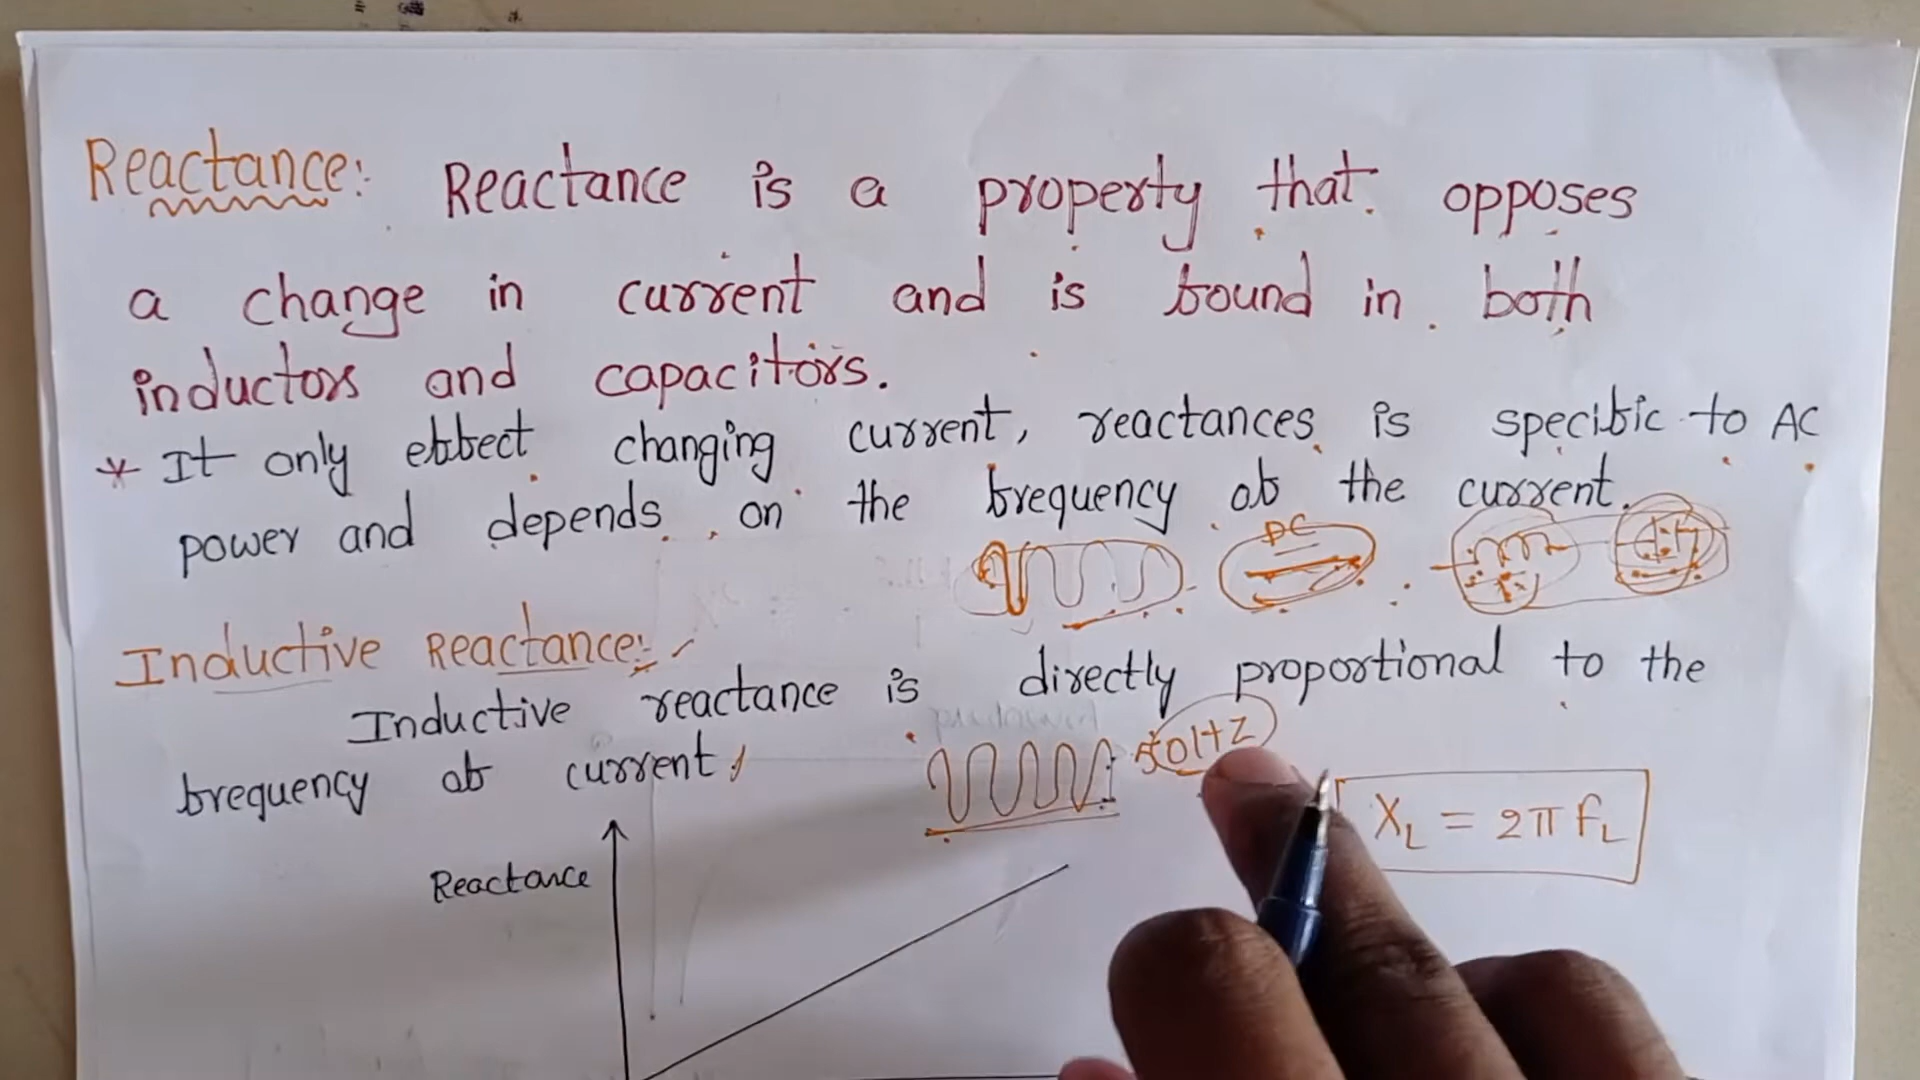 Reactance: Reactance is a property that opposes
a change in current and is found in both
inductors and capacitors.
* It only effect changing current, reactances is specific to AC
power and depends on the frequency of the current.
DC
Inductive Reactance:
Inductive reactance is directly proportional to the
frequency of current.
50Hz
X_L = 2π f_L
Reactance